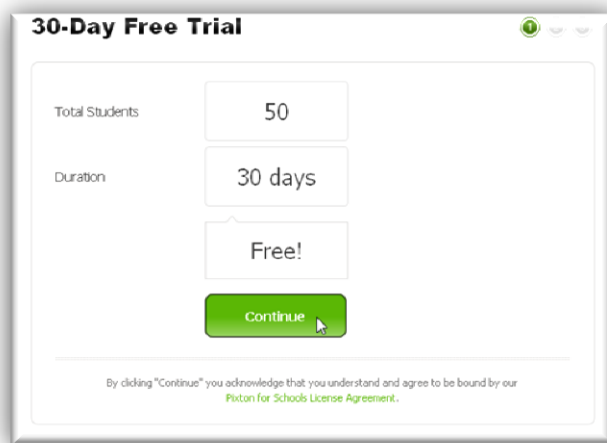 30-Day Free Trial
1
Total Students
50
Duration
30 days
Free!
Continue
By clicking "Continue" you acknowledge that you understand and agree to be bound by our
Pixton for Schools License Agreement.